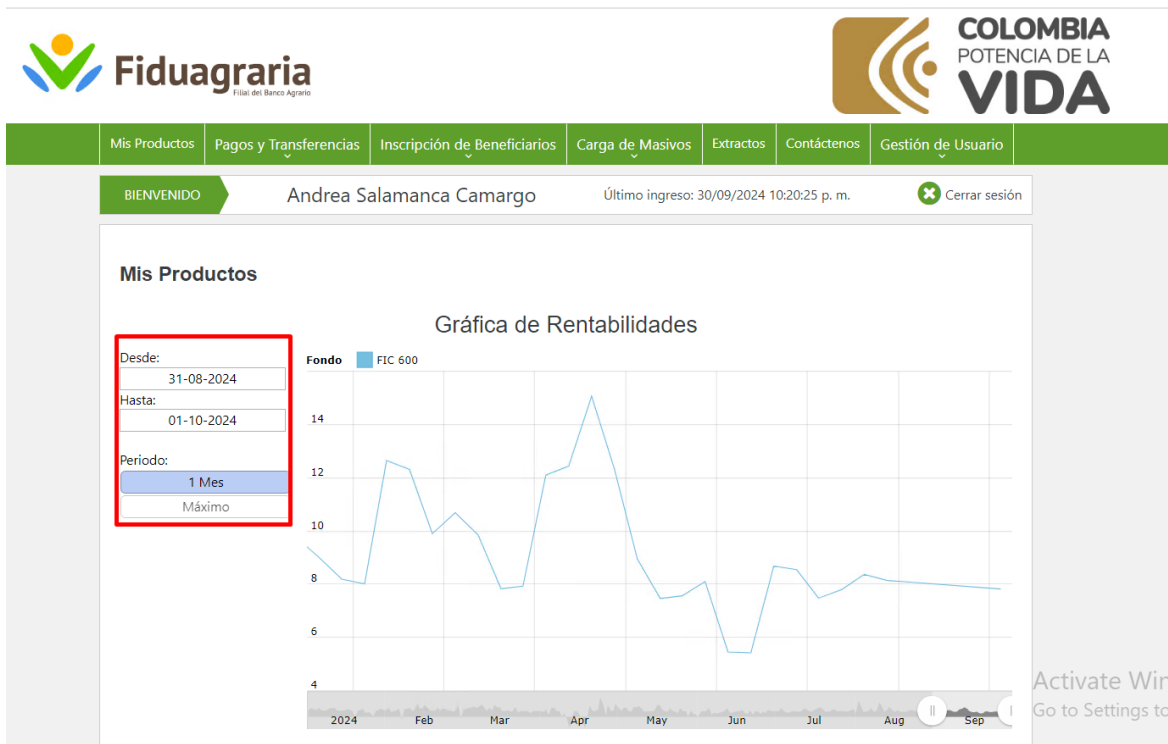 Fiduagraria
Filial del Banco Agrario
COLOMBIA
POTENCIA DE LA
VIDA
Mis Productos Pagos y Transferencias Inscripción de Beneficiarios Carga de Masivos Extractos Contáctenos Gestión de Usuario
BIENVENIDO Andrea Salamanca Camargo Último ingreso: 30/09/2024 10:20:25 p. m. Cerrar sesión
Mis Productos
Gráfica de Rentabilidades
Desde:
31-08-2024
Hasta:
01-10-2024
Periodo:
1 Mes
Máximo
Fondo FIC 600
14
12
10
8
6
4
2024 Feb Mar Apr May Jun Jul Aug Sep
Activate Win
Go to Settings to